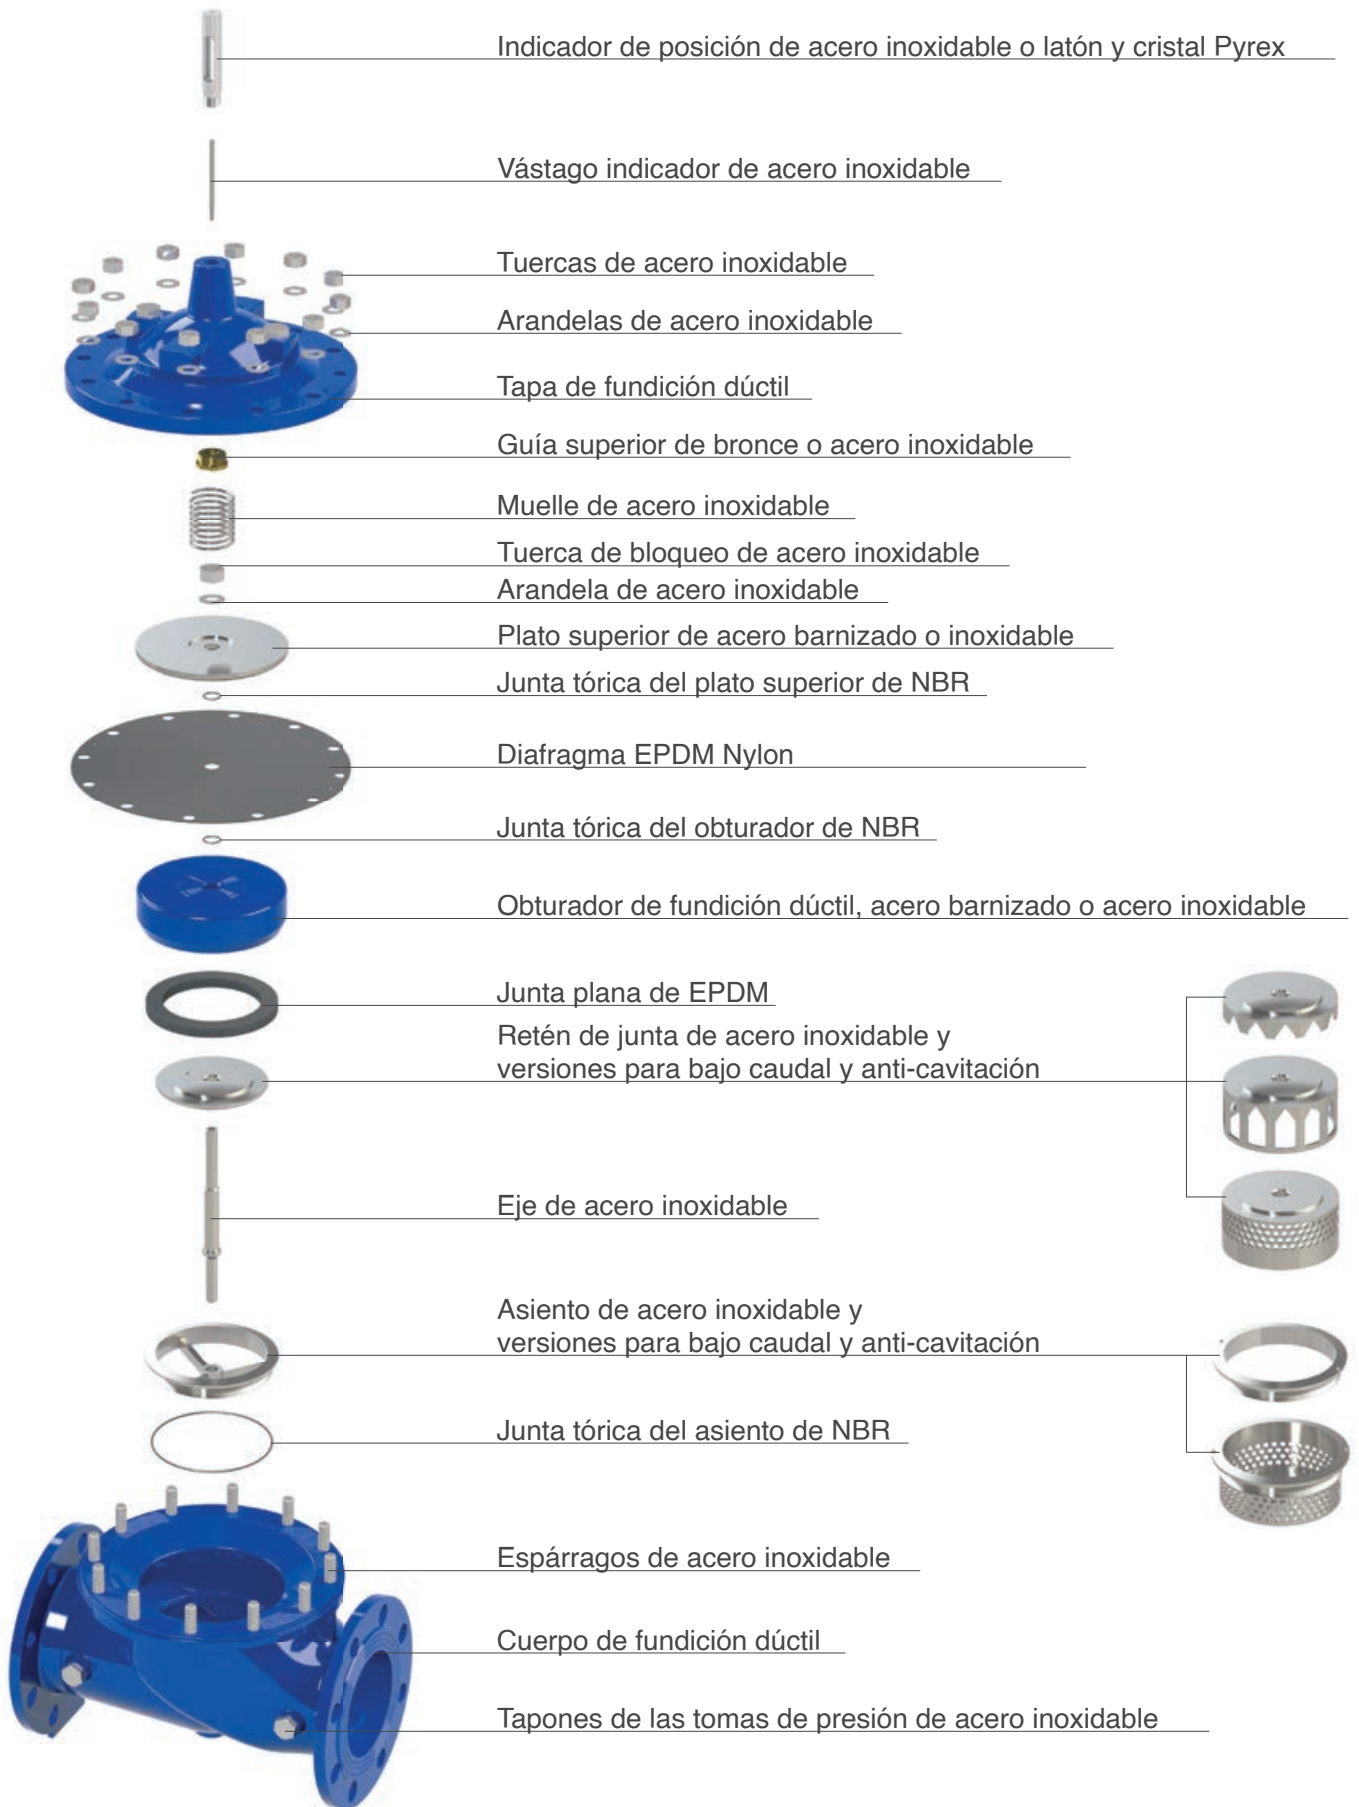 Indicador de posición de acero inoxidable o latón y cristal Pyrex
Vástago indicador de acero inoxidable
Tuercas de acero inoxidable
Arandelas de acero inoxidable
Tapa de fundición dúctil
Guía superior de bronce o acero inoxidable
Muelle de acero inoxidable
Tuerca de bloqueo de acero inoxidable
Arandela de acero inoxidable
Plato superior de acero barnizado o inoxidable
Junta tórica del plato superior de NBR
Diafragma EPDM Nylon
Junta tórica del obturador de NBR
Obturador de fundición dúctil, acero barnizado o acero inoxidable
Junta plana de EPDM
Retén de junta de acero inoxidable y
versiones para bajo caudal y anti-cavitación
Eje de acero inoxidable
Asiento de acero inoxidable y
versiones para bajo caudal y anti-cavitación
Junta tórica del asiento de NBR
Espárragos de acero inoxidable
Cuerpo de fundición dúctil
Tapones de las tomas de presión de acero inoxidable